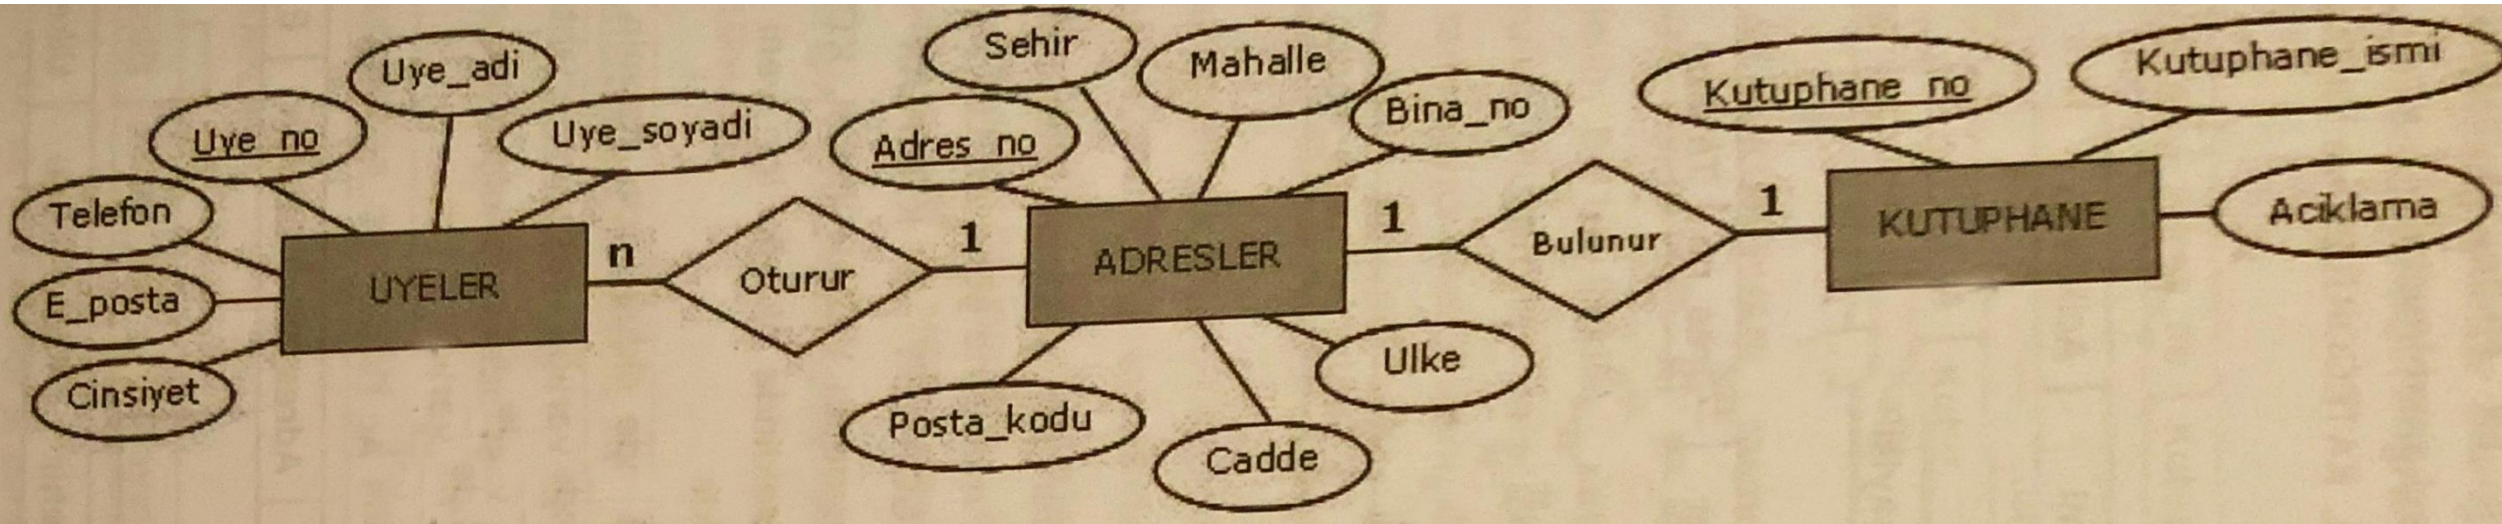 Uye_no
Uye_adi
Uye_soyadi
Telefon
E_posta
Cinsiyet
UYELER
n
Oturur
1
Adres_no
Sehir
Mahalle
Bina_no
ADRESLER
Posta_kodu
Cadde
Ulke
1
Bulunur
1
Kutuphane_no
Kutuphane_ismi
KUTUPHANE
Aciklama